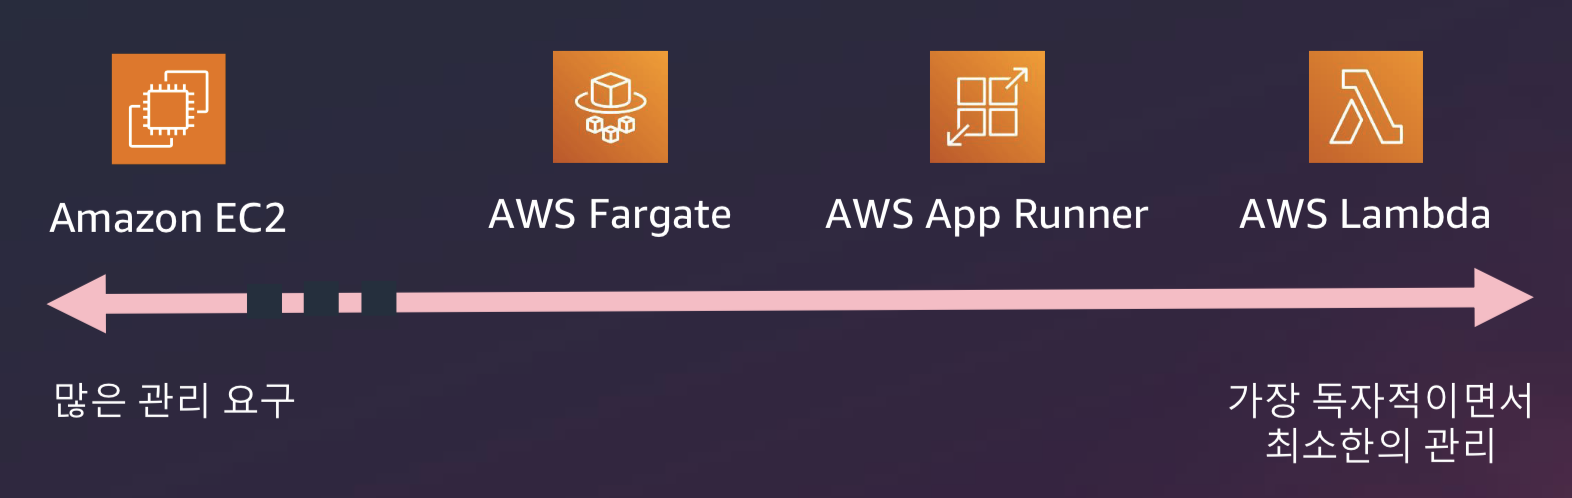 Amazon EC2
AWS Fargate
AWS App Runner
AWS Lambda
많은 관리 요구
가장 독자적이면서
최소한의 관리